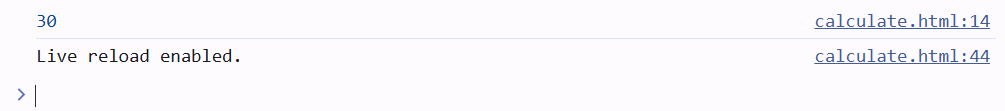 30 calculate.html:14
Live reload enabled. calculate.html:44
>